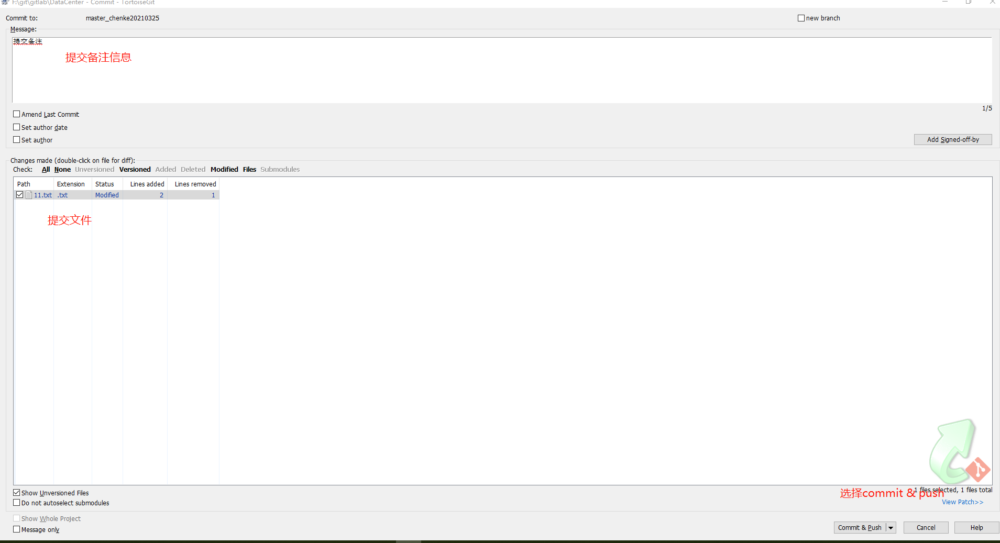 F:\git\gitlab\DataCenter - Commit - TortoiseGit
Commit to: master_chenke20210325 new branch
Message:
提交备注
提交备注信息
1/5
Amend Last Commit
Set author date
Set author
Add Signed-off-by
Changes made (double-click on file for diff):
Check: All None Unversioned Versioned Added Deleted Modified Files Submodules
Path Extension Status Lines added Lines removed
11.txt .txt Modified 2 1
提交文件
Show Unversioned Files
1 files selected, 1 files total
选择commit & push
View Patch>>
Do not autoselect submodules
Show Whole Project
Message only
Commit & Push Cancel Help